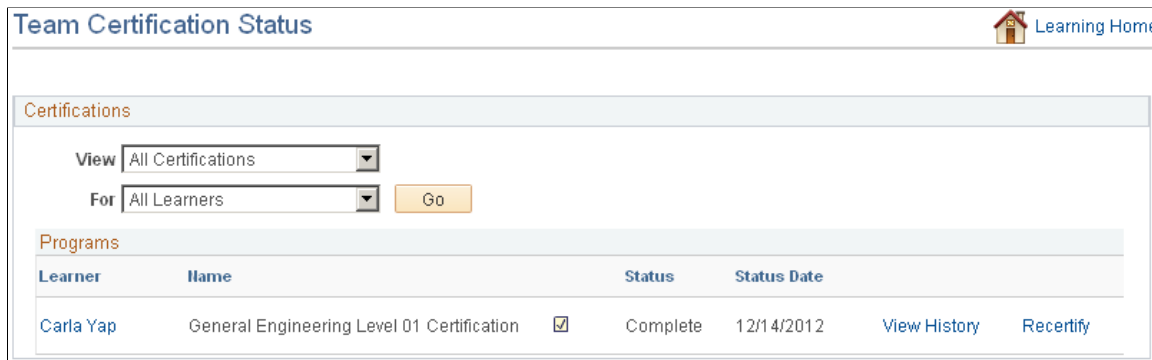 Team Certification Status
Learning Home
Certifications
View All Certifications
For All Learners Go
Programs
Learner Name Status Status Date
Carla Yap General Engineering Level 01 Certification Complete 12/14/2012 View History Recertify